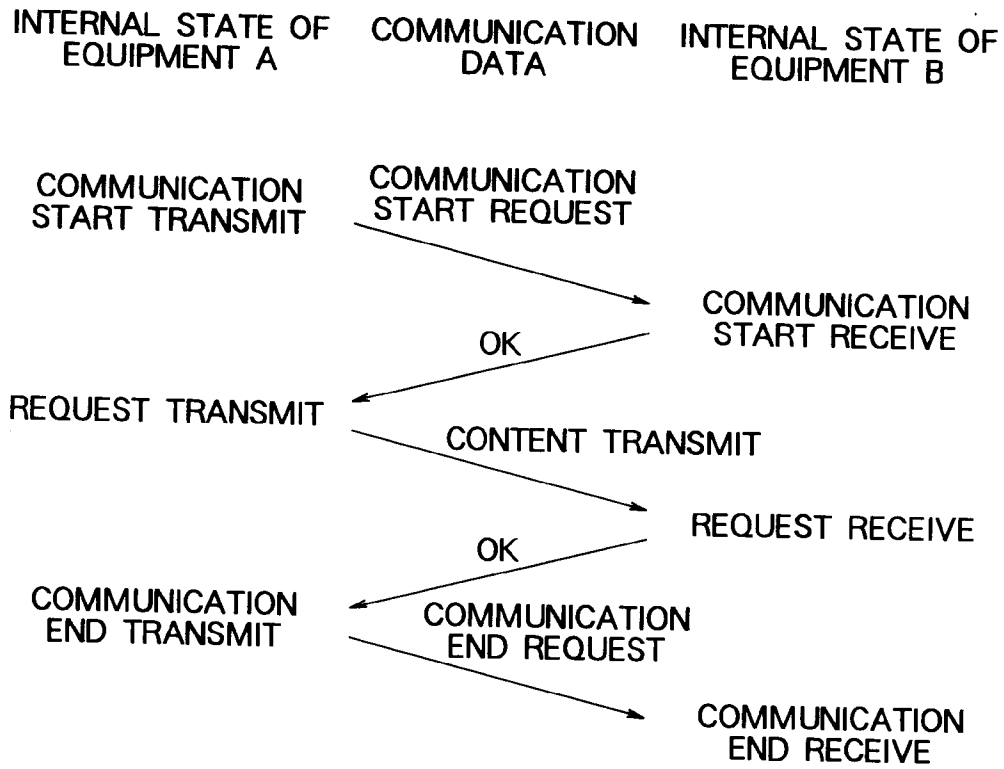 INTERNAL STATE OF
EQUIPMENT A
COMMUNICATION
DATA
INTERNAL STATE OF
EQUIPMENT B
COMMUNICATION
START TRANSMIT
COMMUNICATION
START REQUEST
COMMUNICATION
START RECEIVE
OK
REQUEST TRANSMIT
CONTENT TRANSMIT
REQUEST RECEIVE
OK
COMMUNICATION
END TRANSMIT
COMMUNICATION
END REQUEST
COMMUNICATION
END RECEIVE